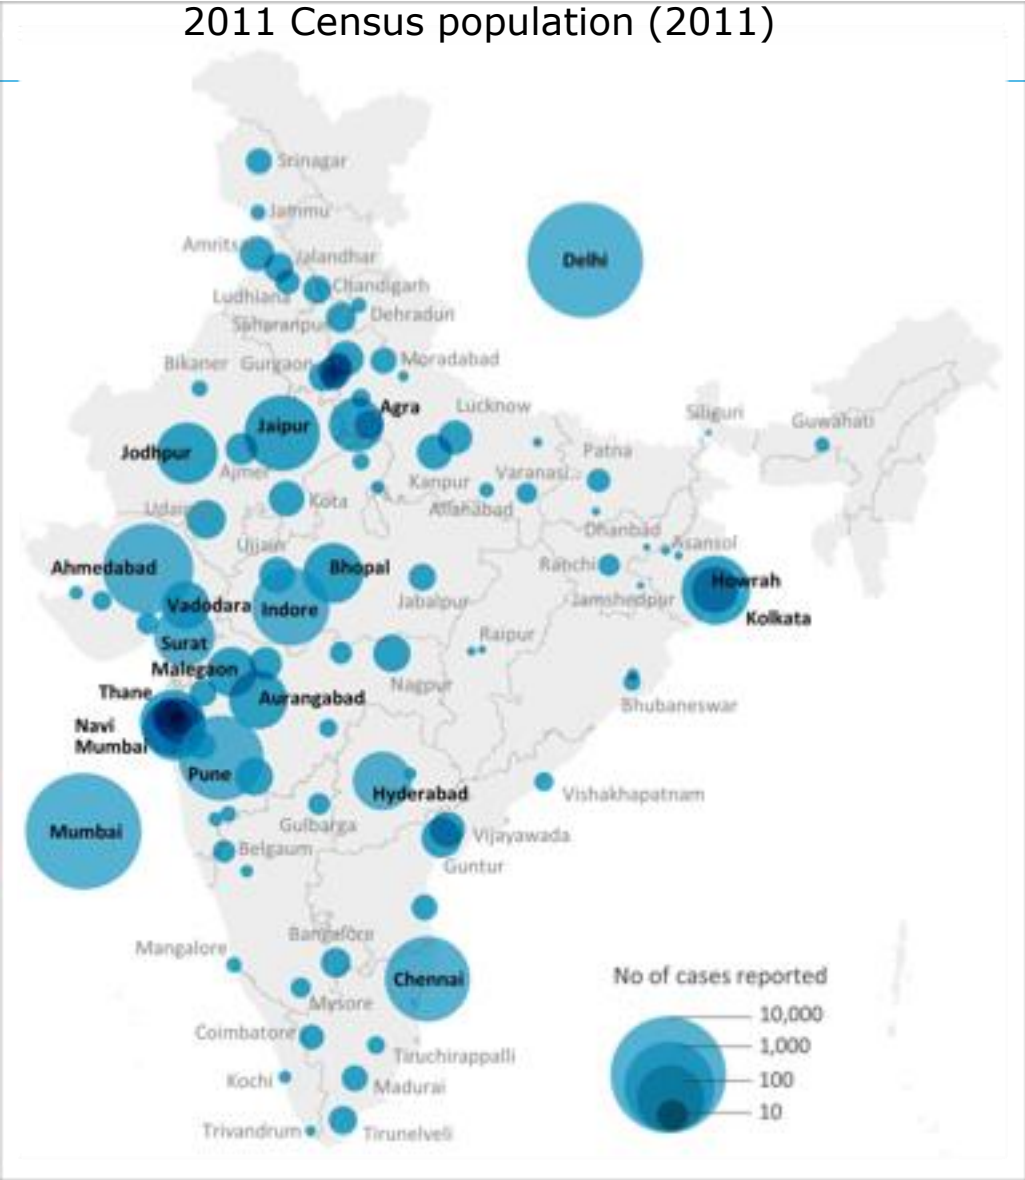 2011 Census population (2011)
Srinagar
Jammu
Amritsar
Jalandhar
Ludhiana
Chandigarh
Saharanpur
Dehradun
Bikaner
Gurgaon
Moradabad
Delhi
Agra
Lucknow
Jaipur
Jodhpur
Ajmer
Siliguri
Guwahati
Kanpur
Varanasi..
Patna
Kota
Allahabad
Dhanbad
Asansol
Ujjain
Ranchi
Ahmedabad
Bhopal
Howrah
Jabalpur
Jamshedpur
Vadodara
Indore
Kolkata
Surat
Raipur
Malegaon
Nagpur
Thane
Aurangabad
Bhubaneswar
Navi
Mumbai
Pune
Hyderabad
Vishakhapatnam
Gulbarga
Mumbai
Vijayawada
Belgaum
Guntur
Bangalore
Mangalore
Chennai
Mysore
Coimbatore
Tiruchirappalli
Kochi
Madurai
Trivandrum
Tirunelveli
No of cases reported
10,000
1,000
100
10